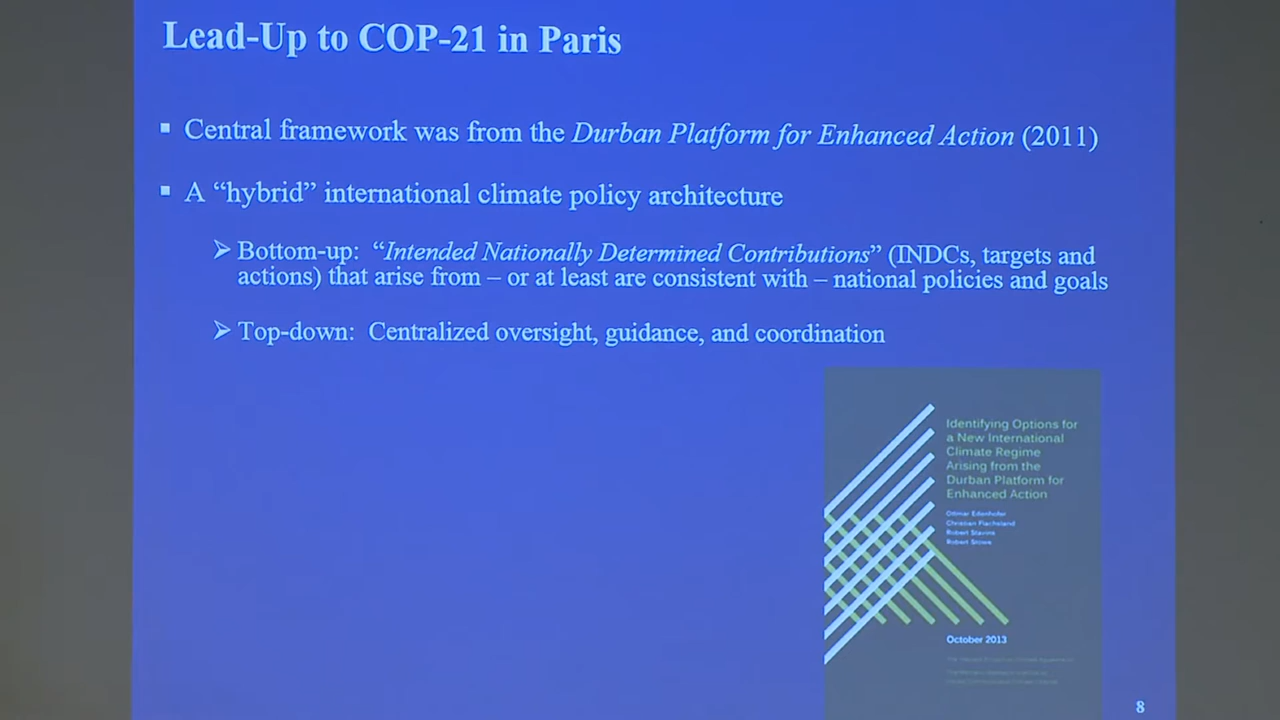 Lead-Up to COP-21 in Paris
▪ Central framework was from the Durban Platform for Enhanced Action (2011)
▪ A “hybrid” international climate policy architecture
➢ Bottom-up: “Intended Nationally Determined Contributions” (INDCs, targets and
actions) that arise from – or at least are consistent with – national policies and goals
➢ Top-down: Centralized oversight, guidance, and coordination
Identifying Options for
a New International
Climate Regime
Arising from the
Durban Platform for
Enhanced Action
Ottmar Edenhofer
Christian Flachsland
Robert Stavins
Robert Stowe
October 2013
8